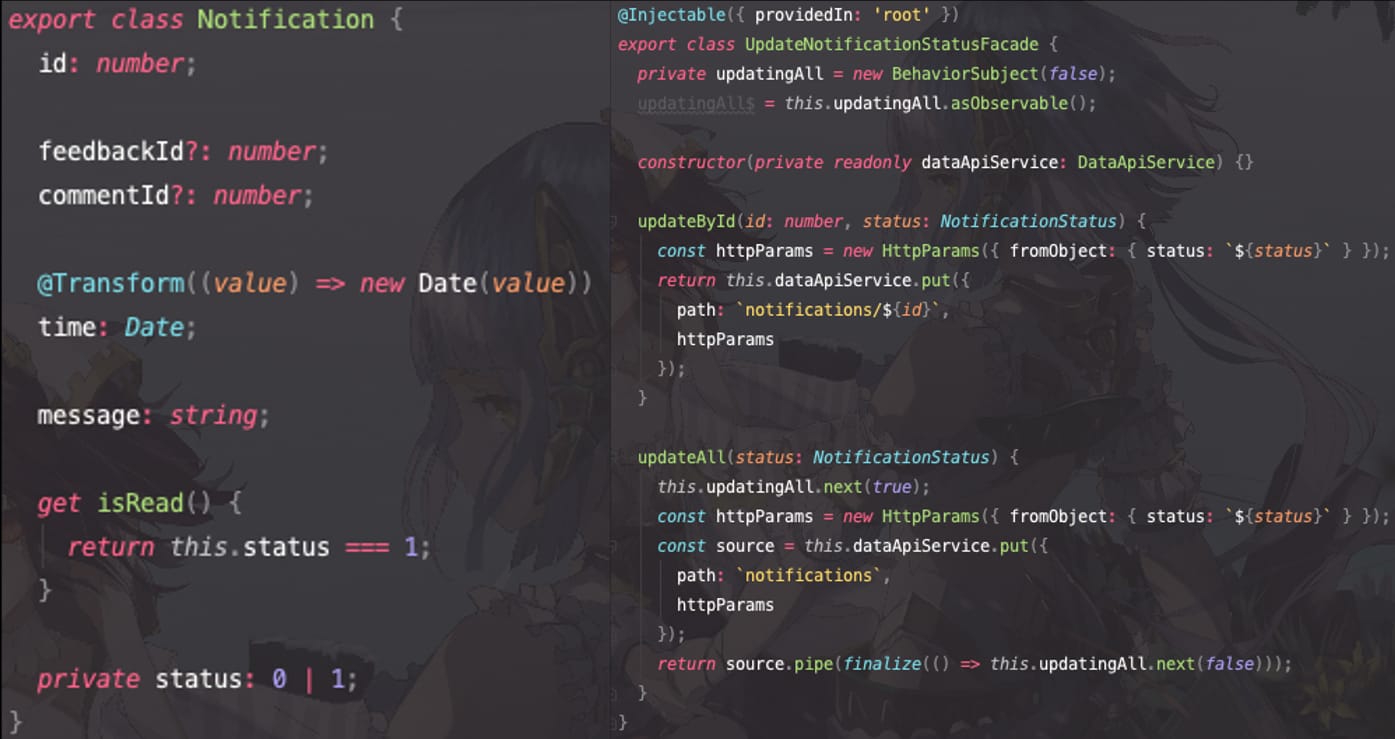 export class Notification {
id: number;
feedbackId?: number;
commentId?: number;
@Transform((value) => new Date(value))
time: Date;
message: string;
get isRead() {
return this.status === 1;
}
private status: 0 | 1;
}
@Injectable({ providedIn: 'root' })
export class UpdateNotificationStatusFacade {
private updatingAll = new BehaviorSubject(false);
updatingAll$ = this.updatingAll.asObservable();
constructor(private readonly dataApiService: DataApiService) {}
updateById(id: number, status: NotificationStatus) {
const httpParams = new HttpParams({ fromObject: { status: `${status}` } });
return this.dataApiService.put({
path: `notifications/${id}`,
httpParams
});
}
updateAll(status: NotificationStatus) {
this.updatingAll.next(true);
const httpParams = new HttpParams({ fromObject: { status: `${status}` } });
const source = this.dataApiService.put({
path: `notifications`,
httpParams
});
return source.pipe(finalize(() => this.updatingAll.next(false)));
}
}